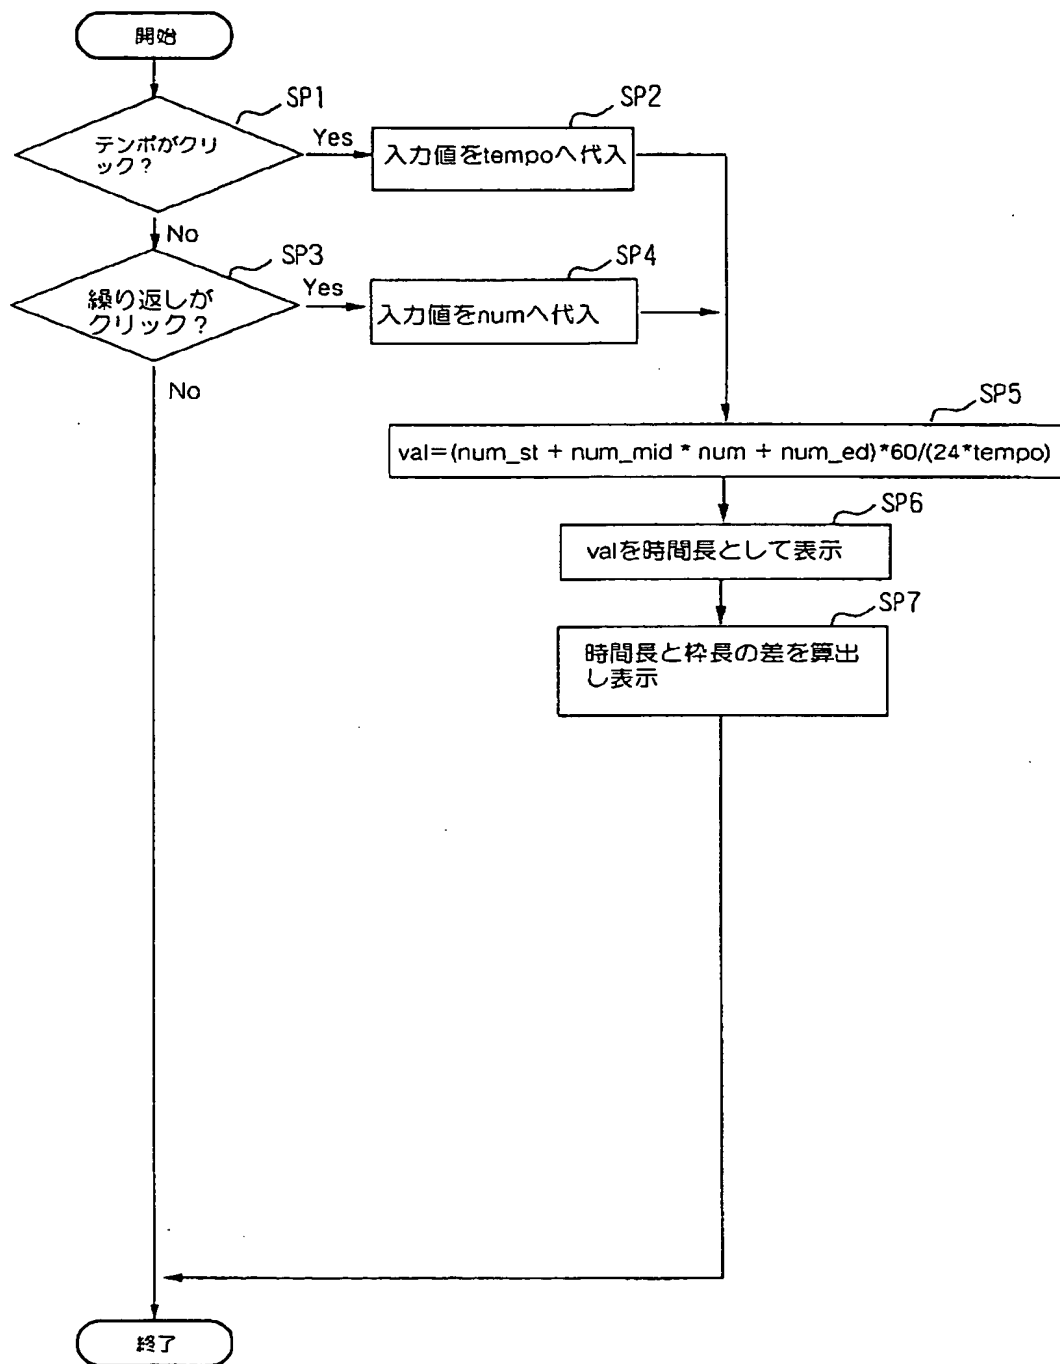 開始
SP1
テンポがクリ
ック？
Yes
SP2
入力値をtempoへ代入
No
SP3
繰り返しが
クリック？
Yes
SP4
入力値をnumへ代入
No
SP5
val=(num_st + num_mid * num + num_ed)*60/(24*tempo)
SP6
valを時間長として表示
SP7
時間長と枠長の差を算出
し表示
終了